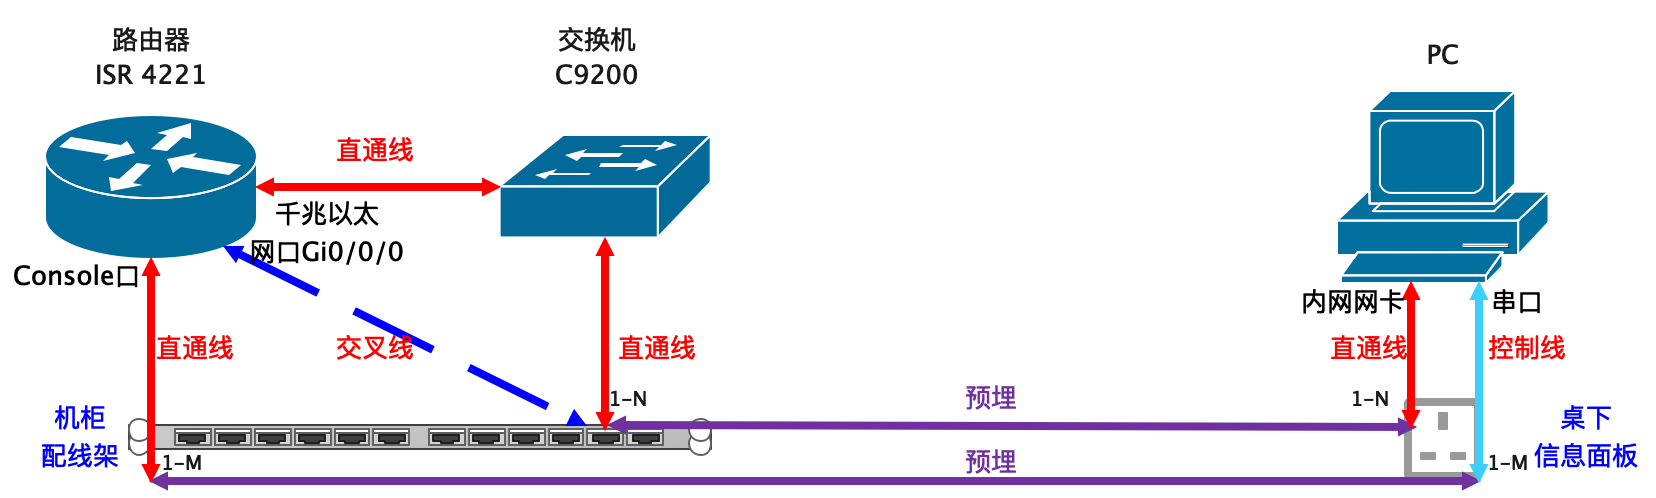 路由器
ISR 4221
交换机
C9200
PC
直通线
千兆以太
网口Gi0/0/0
Console口
内网网卡
串口
直通线
交叉线
直通线
直通线
控制线
1-N
预埋
1-N
机柜
配线架
桌下
信息面板
1-M
预埋
1-M